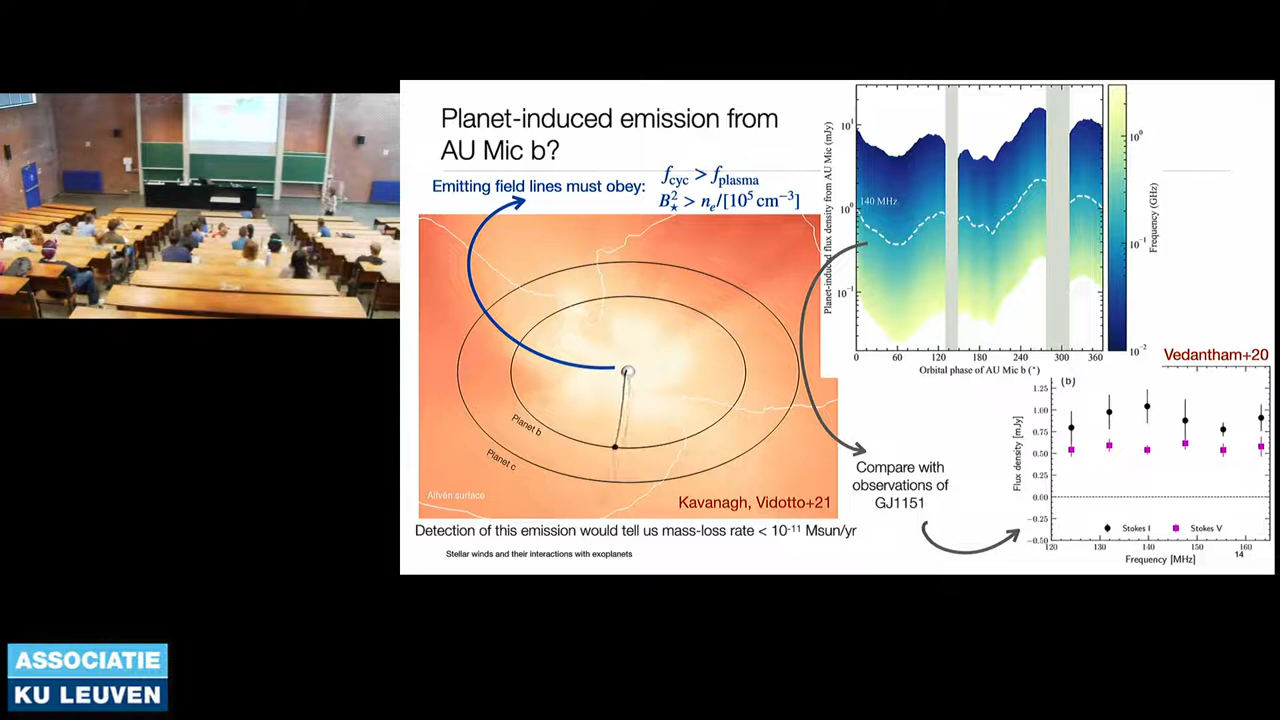 Planet-induced emission from
AU Mic b?
Emitting field lines must obey:
f_cyc > f_plasma
B⋆² > nₑ/[10⁵ cm⁻³]
Planet b
Planet c
Alfvén surface
Kavanagh, Vidotto+21
Detection of this emission would tell us mass-loss rate < 10⁻¹¹ Msun/yr
Stellar winds and their interactions with exoplanets
Planet-induced flux density from AU Mic (mJy)
10¹
10⁰
10⁻¹
140 MHz
0 60 120 180 240 300 360
Orbital phase of AU Mic b (°)
10⁰
10⁻¹
10⁻²
Frequency (GHz)
Vedantham+20
Compare with
observations of
GJ1151
(b)
Flux density [mJy]
1.25
1.00
0.75
0.50
0.25
0.00
−0.25
−0.50
Stokes I Stokes V
120 130 140 150 160
Frequency [MHz]
14
ASSOCIATIE
KU LEUVEN